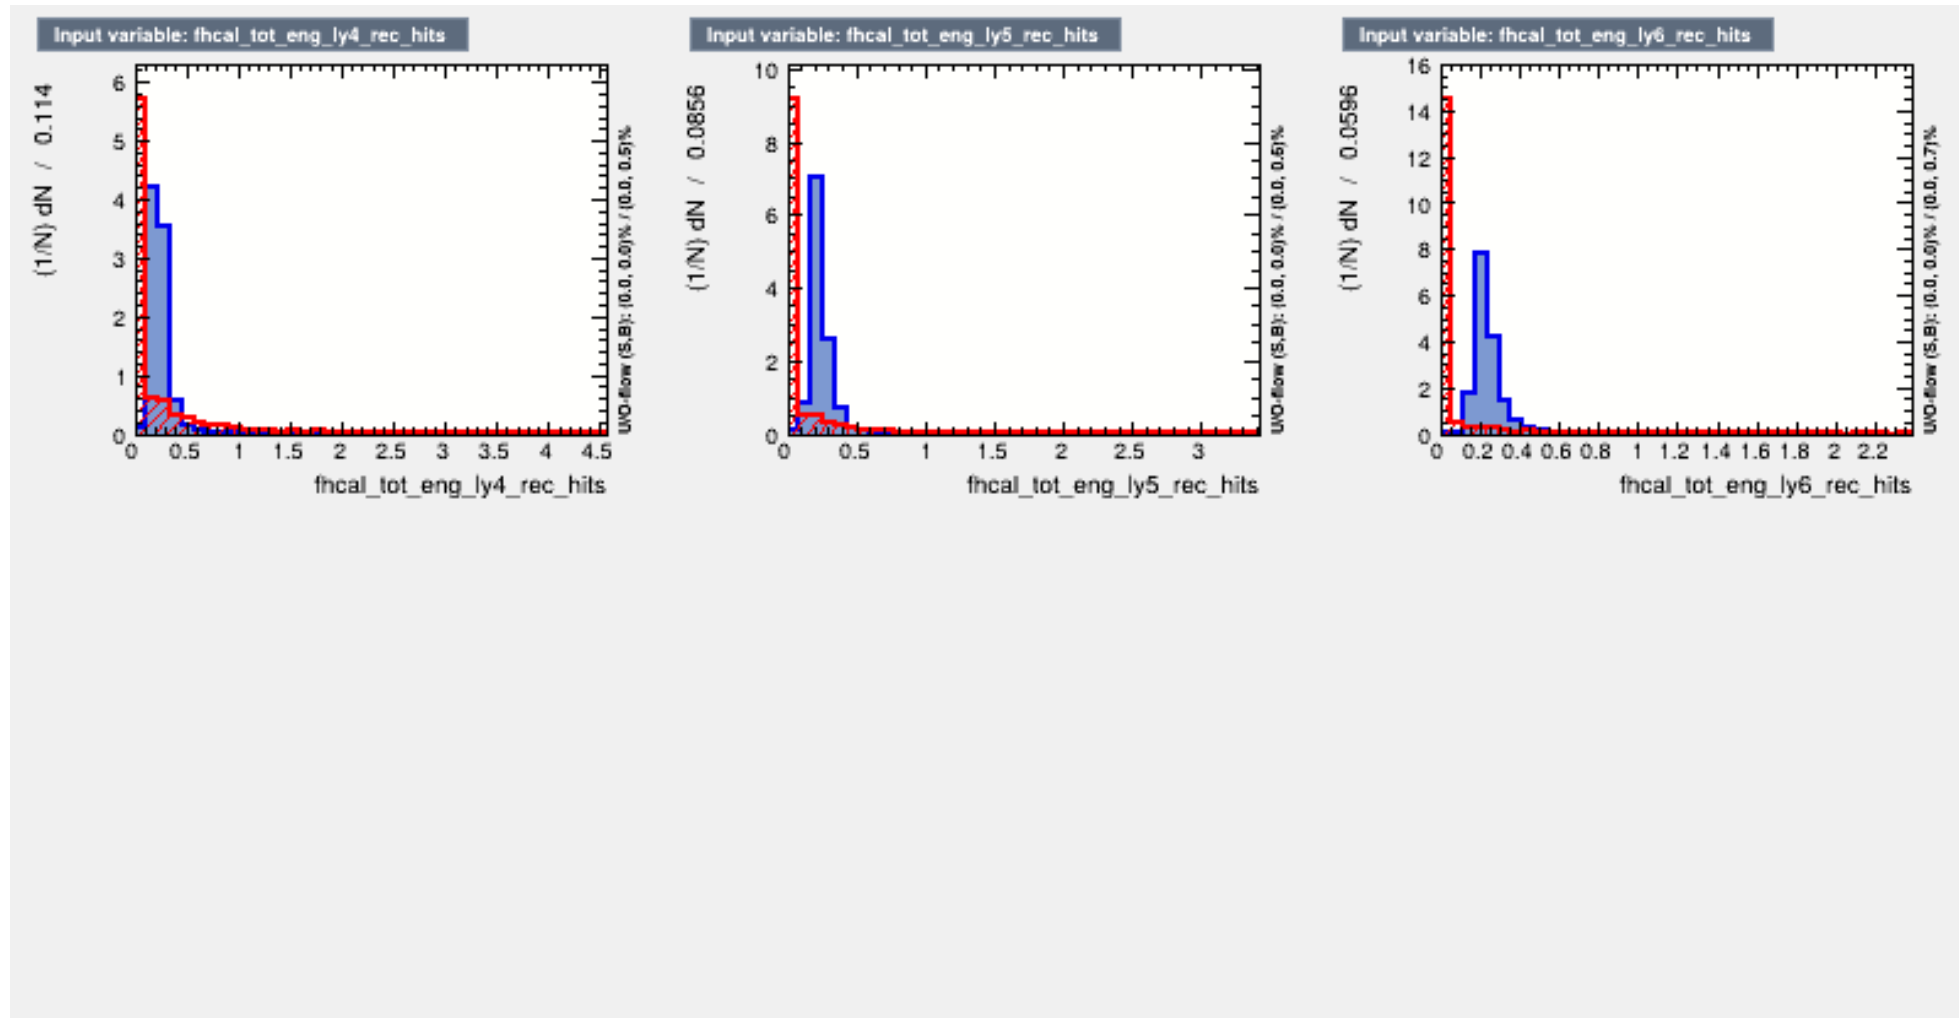 Input variable: fhcal_tot_eng_ly4_rec_hits
(1/N) dN / 0.114
6
5
4
3
2
1
0
0 0.5 1 1.5 2 2.5 3 3.5 4 4.5
fhcal_tot_eng_ly4_rec_hits
U/O-flow (S,B): (0.0, 0.0)% / (0.0, 0.5)%
Input variable: fhcal_tot_eng_ly5_rec_hits
(1/N) dN / 0.0856
10
8
6
4
2
0
0 0.5 1 1.5 2 2.5 3
fhcal_tot_eng_ly5_rec_hits
U/O-flow (S,B): (0.0, 0.0)% / (0.0, 0.6)%
Input variable: fhcal_tot_eng_ly6_rec_hits
(1/N) dN / 0.0596
16
14
12
10
8
6
4
2
0
0 0.2 0.4 0.6 0.8 1 1.2 1.4 1.6 1.8 2 2.2
fhcal_tot_eng_ly6_rec_hits
U/O-flow (S,B): (0.0, 0.0)% / (0.0, 0.7)%